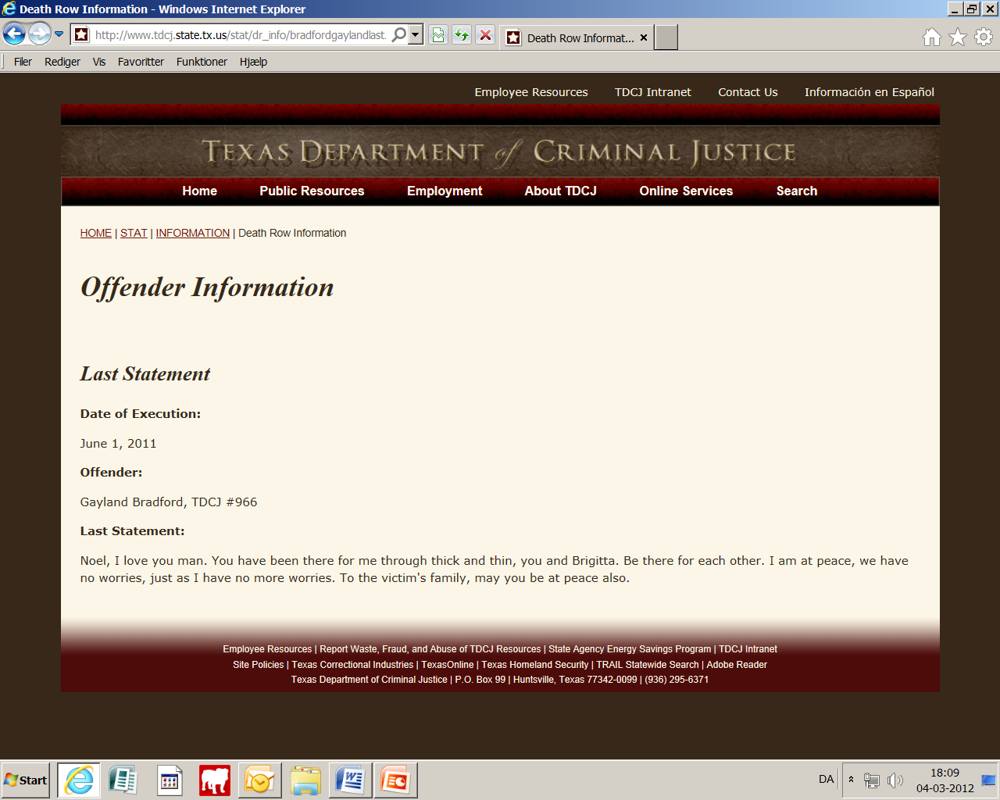 Death Row Information - Windows Internet Explorer
http://www.tdcj.state.tx.us/stat/dr_info/bradfordgaylandlast.
Death Row Informat...
Filer Rediger Vis Favoritter Funktioner Hjælp
Employee Resources TDCJ Intranet Contact Us Información en Español
TEXAS DEPARTMENT of CRIMINAL JUSTICE
Home Public Resources Employment About TDCJ Online Services Search
HOME | STAT | INFORMATION | Death Row Information
Offender Information
Last Statement
Date of Execution:
June 1, 2011
Offender:
Gayland Bradford, TDCJ #966
Last Statement:
Noel, I love you man. You have been there for me through thick and thin, you and Brigitta. Be there for each other. I am at peace, we have
no worries, just as I have no more worries. To the victim's family, may you be at peace also.
Employee Resources | Report Waste, Fraud, and Abuse of TDCJ Resources | State Agency Energy Savings Program | TDCJ Intranet
Site Policies | Texas Correctional Industries | TexasOnline | Texas Homeland Security | TRAIL Statewide Search | Adobe Reader
Texas Department of Criminal Justice | P.O. Box 99 | Huntsville, Texas 77342-0099 | (936) 295-6371
Start
DA
18:09
04-03-2012